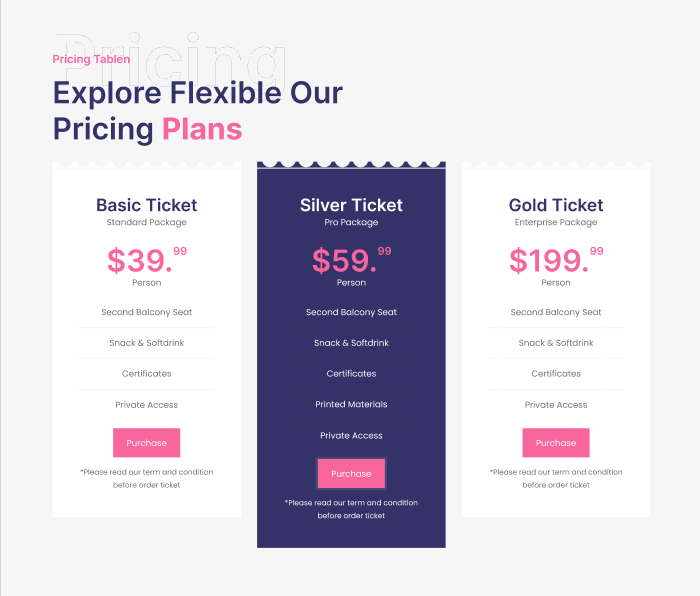 Pricing
Pricing Tablen
Explore Flexible Our
Pricing Plans
Basic Ticket
Standard Package
$39.99
Person
Second Balcony Seat
Snack & Softdrink
Certificates
Private Access
Purchase
*Please read our term and condition
before order ticket
Silver Ticket
Pro Package
$59.99
Person
Second Balcony Seat
Snack & Softdrink
Certificates
Printed Materials
Private Access
Purchase
*Please read our term and condition
before order ticket
Gold Ticket
Enterprise Package
$199.99
Person
Second Balcony Seat
Snack & Softdrink
Certificates
Private Access
Purchase
*Please read our term and condition
before order ticket